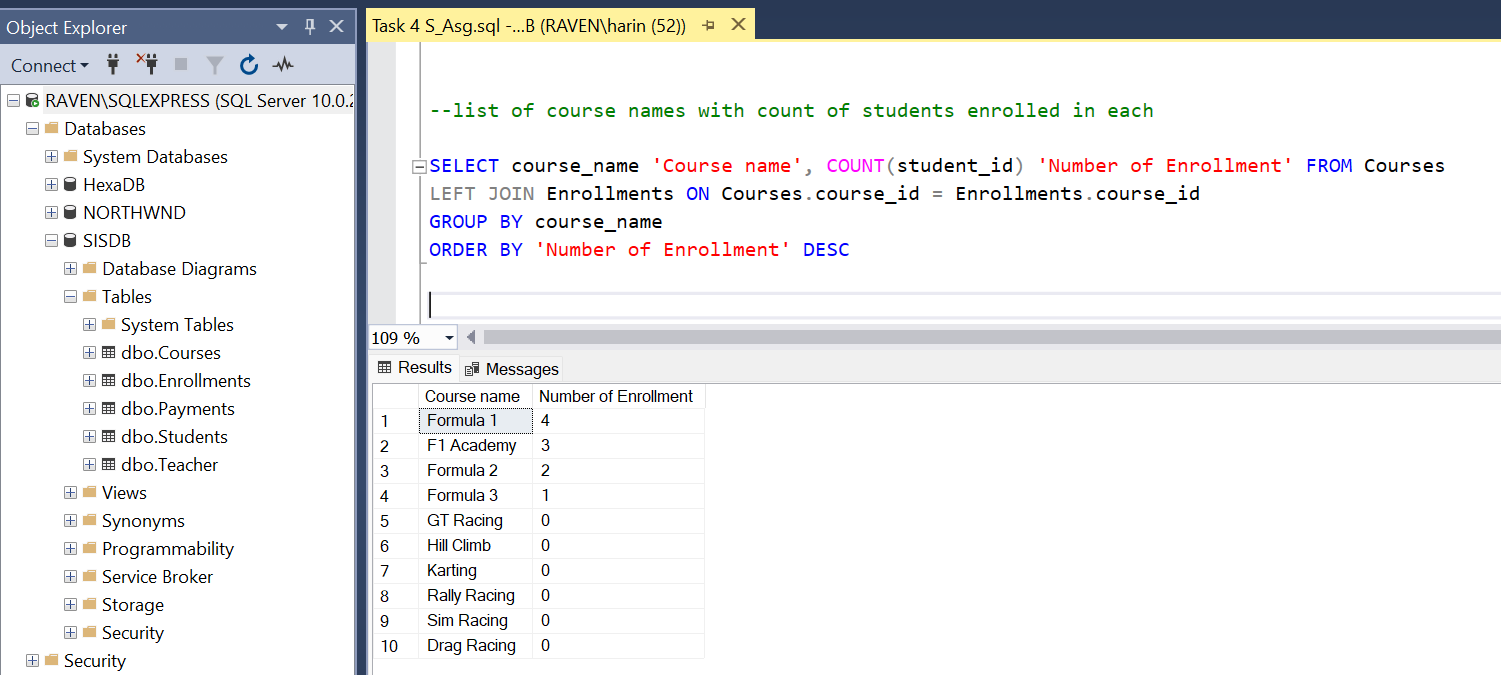 Object Explorer
Connect
RAVEN\SQLEXPRESS (SQL Server 10.0.2
Databases
System Databases
HexaDB
NORTHWND
SISDB
Database Diagrams
Tables
System Tables
dbo.Courses
dbo.Enrollments
dbo.Payments
dbo.Students
dbo.Teacher
Views
Synonyms
Programmability
Service Broker
Storage
Security
Security
Task 4 S_Asg.sql -...B (RAVEN\harin (52))
--list of course names with count of students enrolled in each
SELECT course_name 'Course name', COUNT(student_id) 'Number of Enrollment' FROM Courses
LEFT JOIN Enrollments ON Courses.course_id = Enrollments.course_id
GROUP BY course_name
ORDER BY 'Number of Enrollment' DESC
109 %
Results Messages
Course name Number of Enrollment
1 Formula 1 4
2 F1 Academy 3
3 Formula 2 2
4 Formula 3 1
5 GT Racing 0
6 Hill Climb 0
7 Karting 0
8 Rally Racing 0
9 Sim Racing 0
10 Drag Racing 0